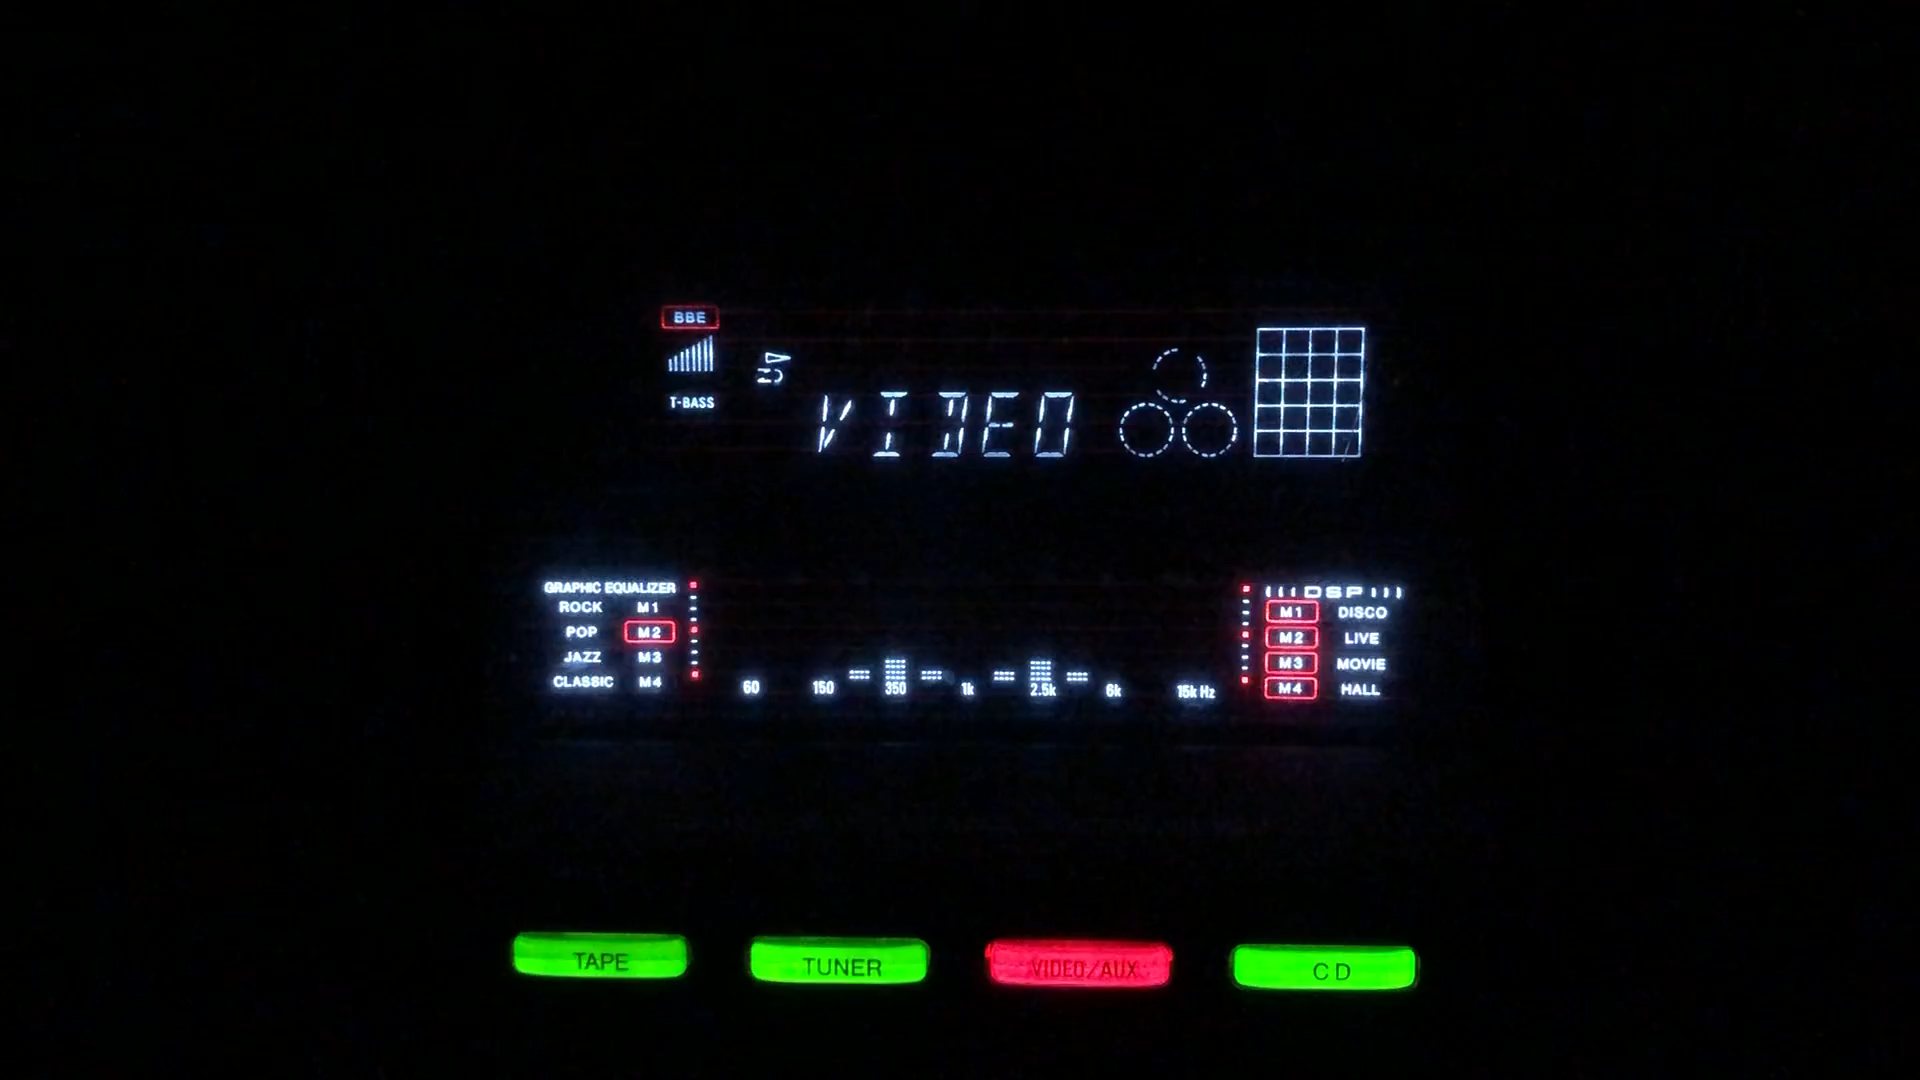 BBE
T-BASS
VIDEO
GRAPHIC EQUALIZER
ROCK M1
POP M2
JAZZ M3
CLASSIC M4
60 150 350 1k 2.5k 6k 15k Hz
DSP
M1 DISCO
M2 LIVE
M3 MOVIE
M4 HALL
TAPE
TUNER
VIDEO/AUX
CD